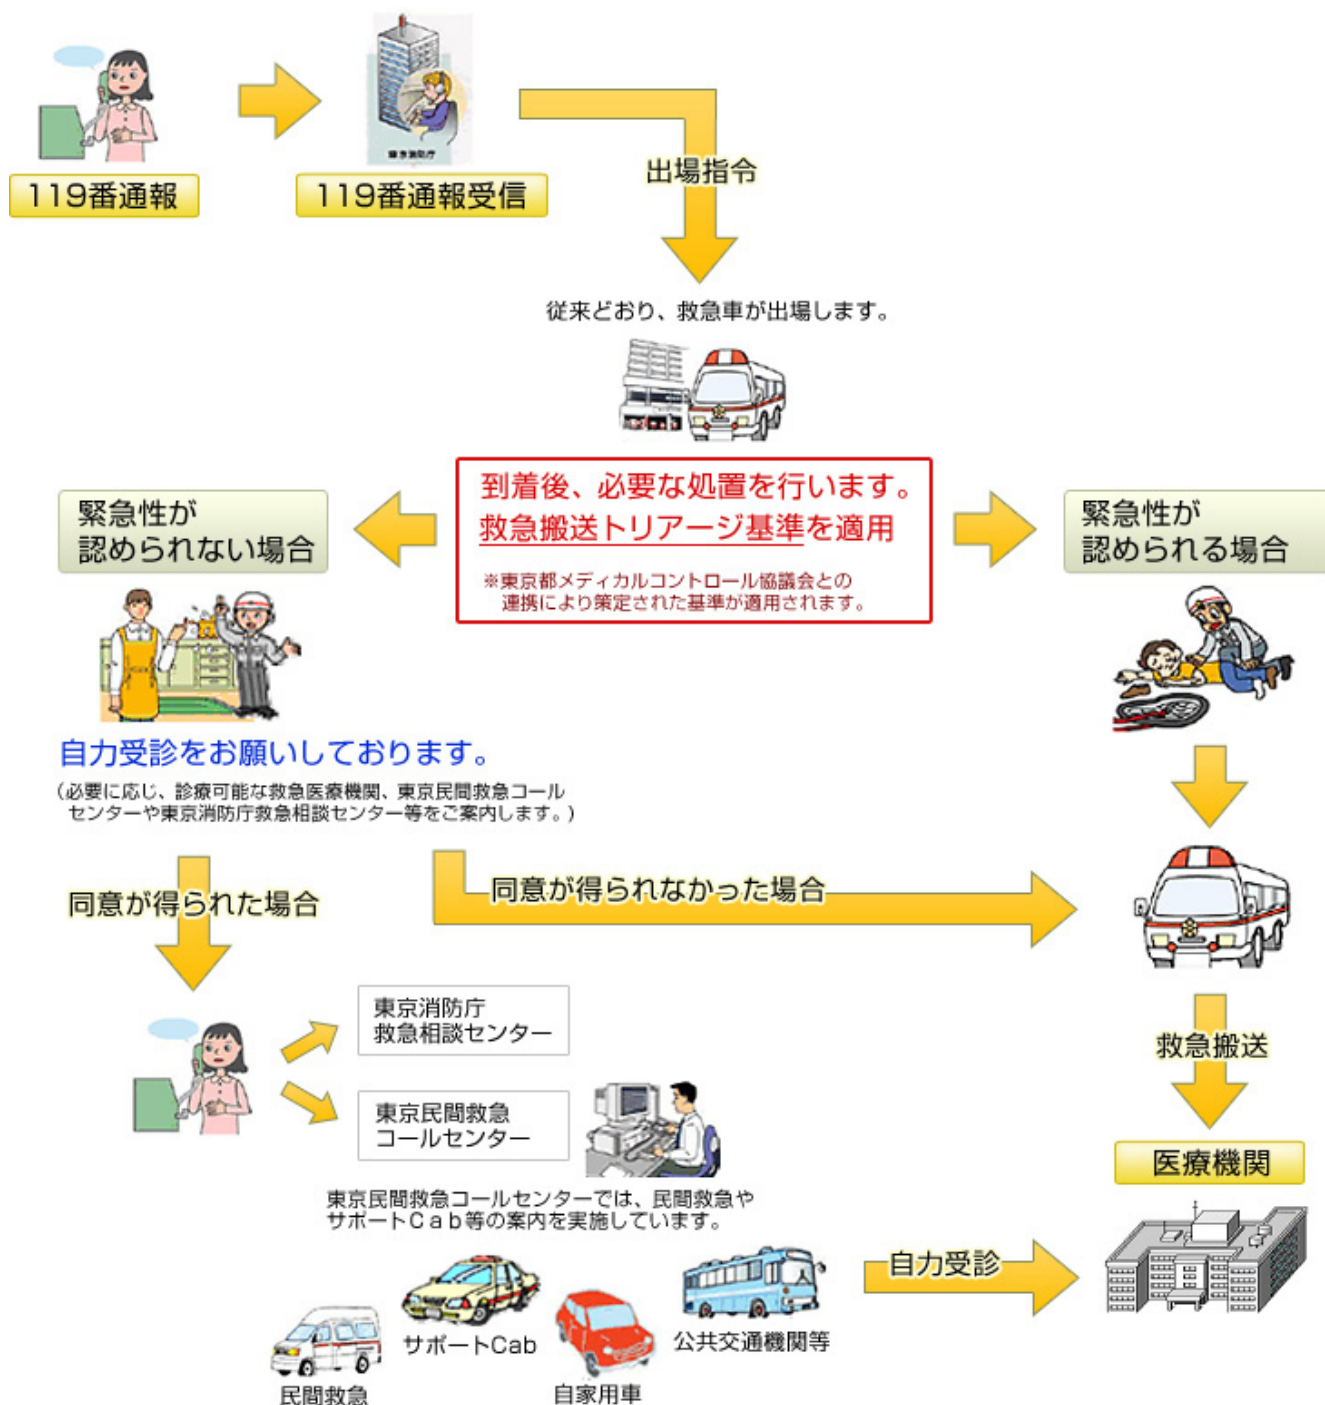 東京消防庁
119番通報
119番通報受信
出場指令
従来どおり、救急車が出場します。
到着後、必要な処置を行います。
救急搬送トリアージ基準を適用
※東京都メディカルコントロール協議会との
連携により策定された基準が適用されます。
緊急性が
認められない場合
緊急性が
認められる場合
自力受診をお願いしております。
(必要に応じ、診療可能な救急医療機関、東京民間救急コール
センターや東京消防庁救急相談センター等をご案内します。)
同意が得られた場合
同意が得られなかった場合
東京消防庁
救急相談センター
東京民間救急
コールセンター
救急搬送
医療機関
東京民間救急コールセンターでは、民間救急や
サポートCab等の案内を実施しています。
自力受診
サポートCab
公共交通機関等
民間救急
自家用車